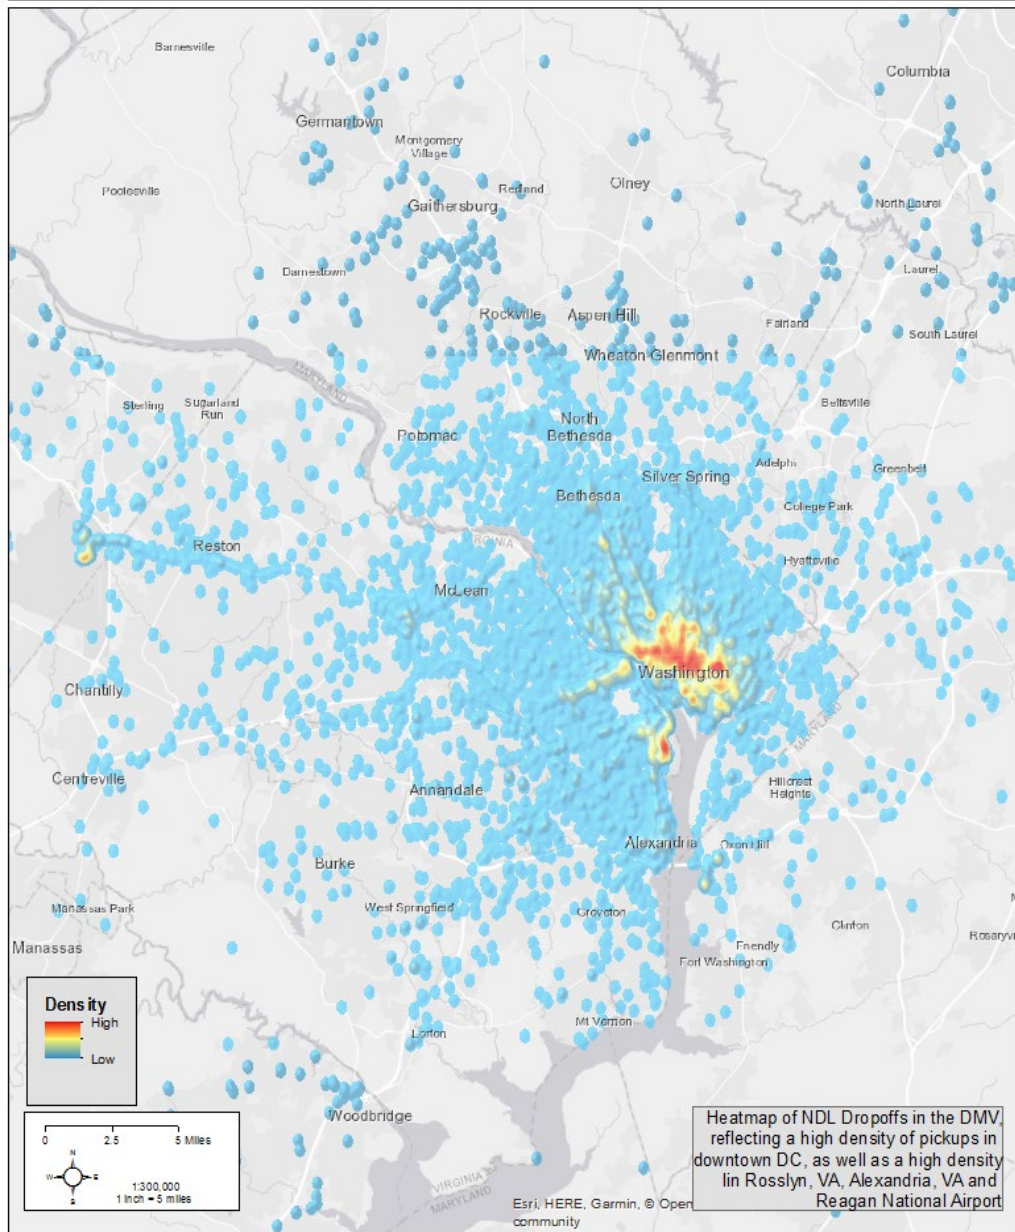 Barnesville
Columbia
Germantown
Montgomery
Village
Poolesville
Redland
Olney
Gaithersburg
North Laurel
Darnestown
Laurel
Rockville
Aspen Hill
Fairland
South Laurel
Wheaton-Glenmont
MARYLAND
Sterling
Sugarland
Run
Beltsville
Potomac
North
Bethesda
Silver Spring
Adelphi
Greenbelt
Bethesda
College Park
VIRGINIA
Reston
Hyattsville
McLean
Washington
Chantilly
MARYLAND
Centreville
Annandale
Hillcrest
Heights
Alexandria
Oxon Hill
Burke
West Springfield
Groveton
Manassas Park
Clinton
Manassas
Friendly
Fort Washington
Density
High
Low
Lorton
Mt Vernon
Woodbridge
0 2.5 5 Miles
N
W E
S
1:300,000
1 inch = 5 miles
VIRGINIA
MARYLAND
Heatmap of NDL Dropoffs in the DMV,
reflecting a high density of pickups in
downtown DC, as well as a high density
lin Rosslyn, VA, Alexandria, VA and
Reagan National Airport
Esri, HERE, Garmin, © Open
community